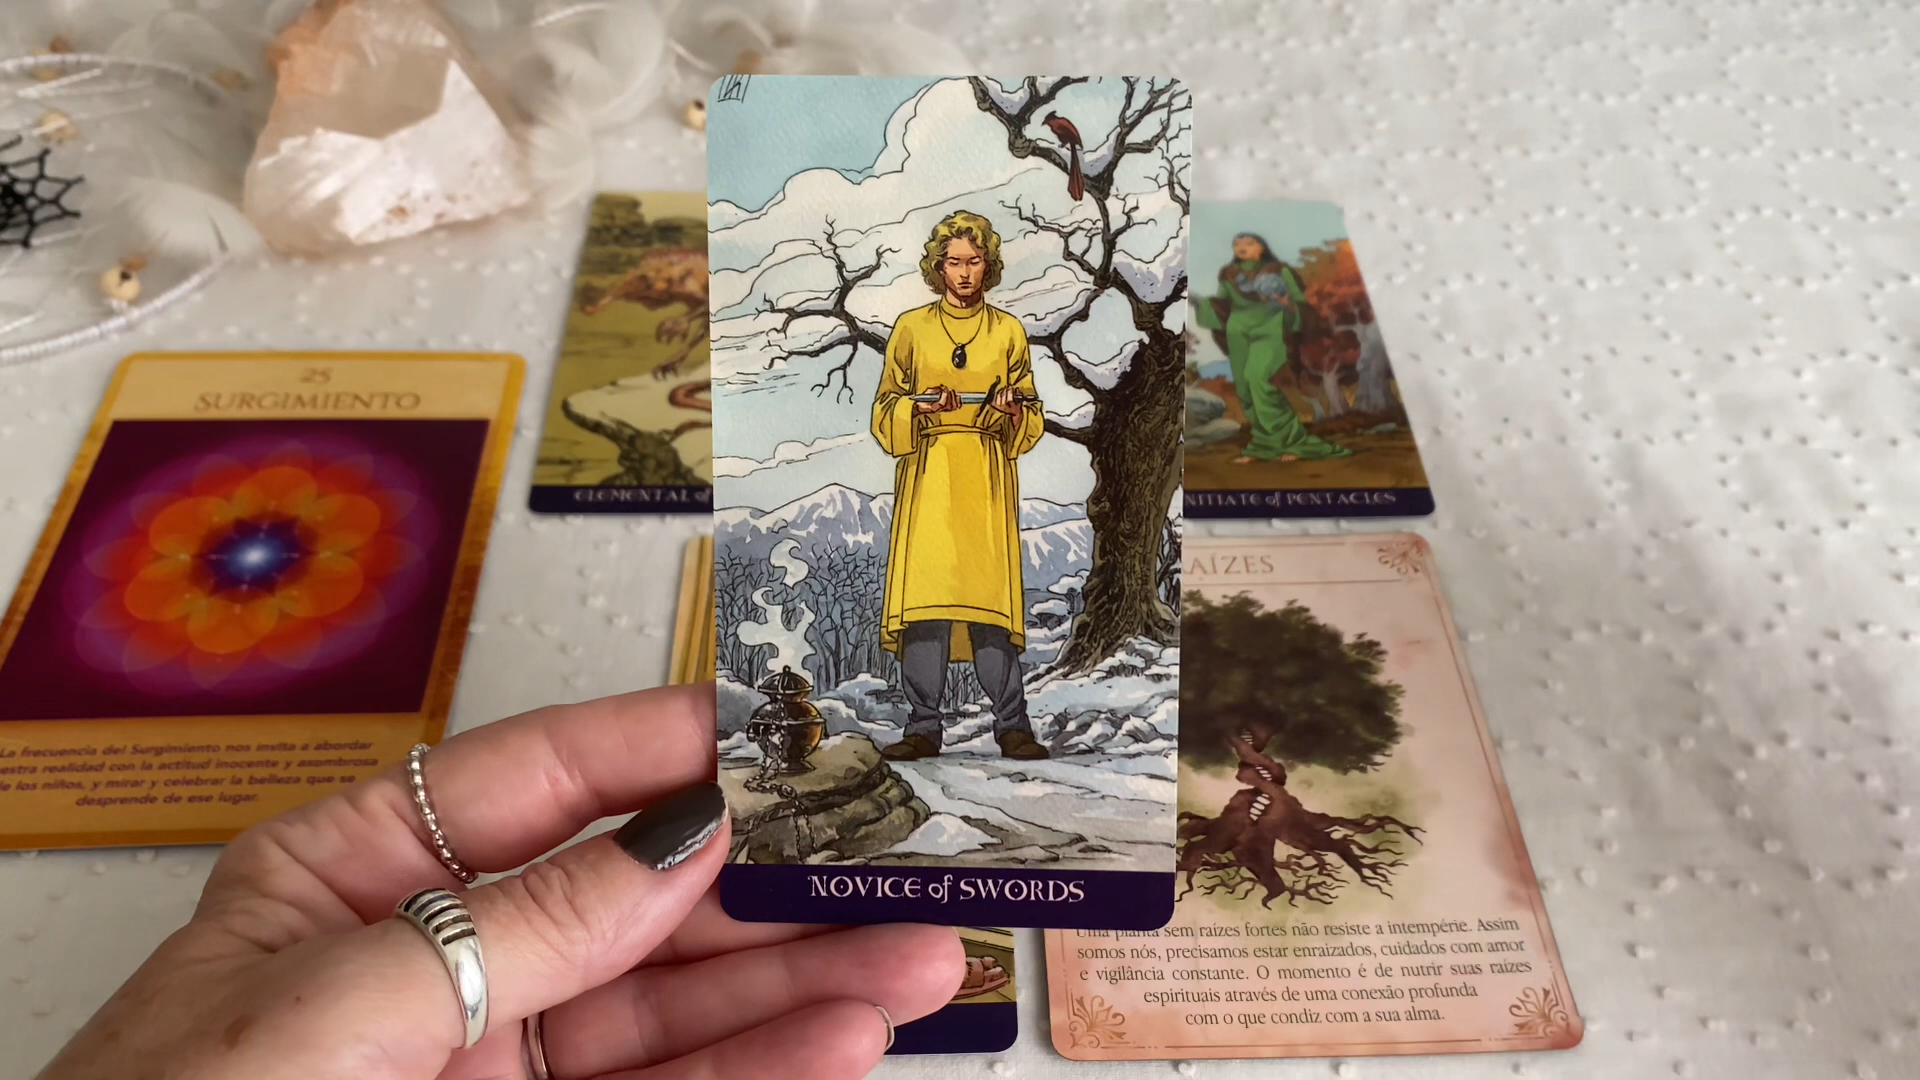 25
SURGIMIENTO
La frecuencia del Surgimiento nos invita a abordar
estra realidad con la actitud inocente y asombrosa
e los niños, y mirar y celebrar la belleza que se
desprende de ese lugar.
ELEMENTAL of
NOVICE of SWORDS
NITIATE of PENTACLES
AÍZES
Uma planta sem raízes fortes não resiste a intempérie. Assim
somos nós, precisamos estar enraizados, cuidados com amor
e vigilância constante. O momento é de nutrir suas raízes
espirituais através de uma conexão profunda
com o que condiz com a sua alma.